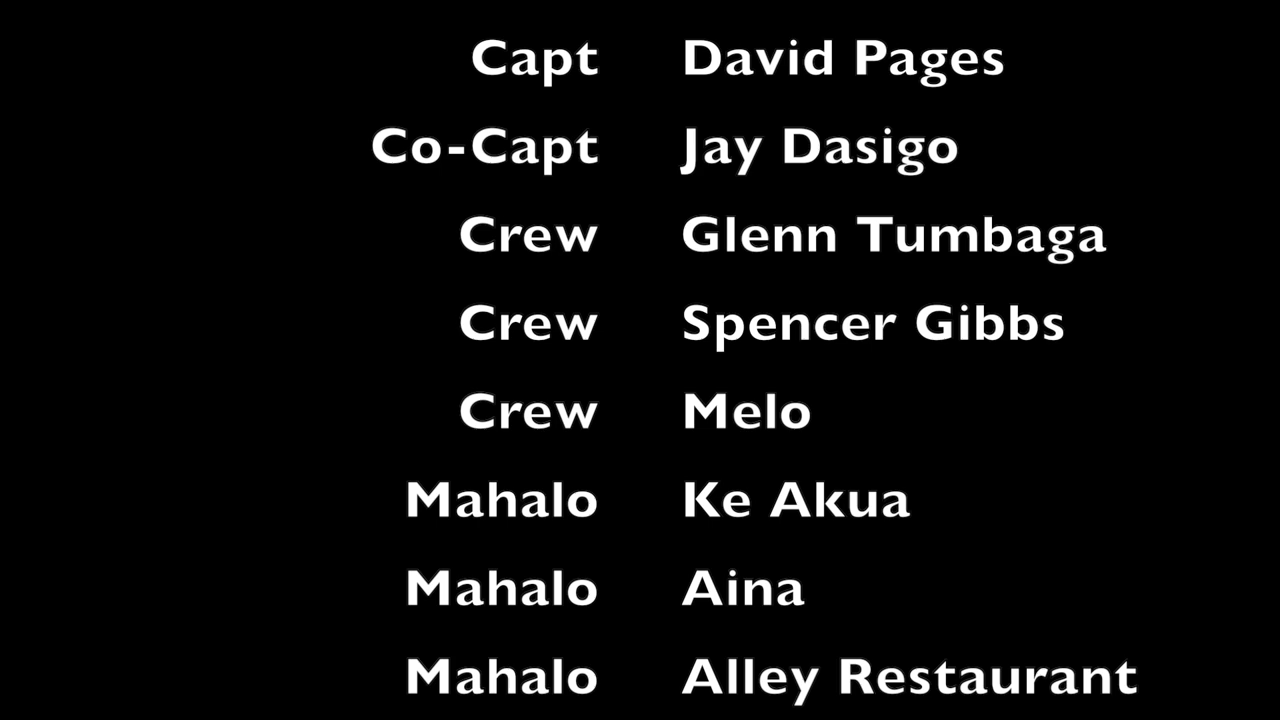 Capt David Pages
Co-Capt Jay Dasigo
Crew Glenn Tumbaga
Crew Spencer Gibbs
Crew Melo
Mahalo Ke Akua
Mahalo Aina
Mahalo Alley Restaurant